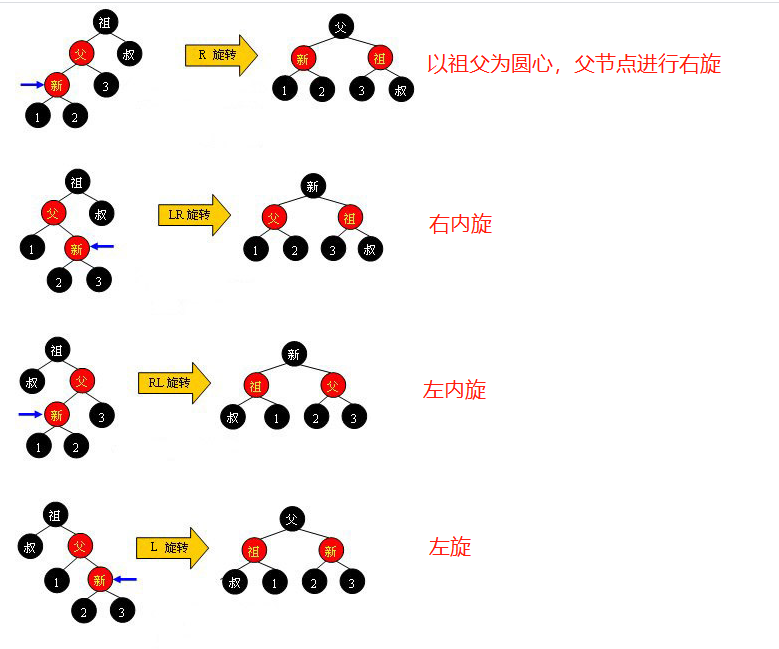 祖
父 叔
新 3
1 2
R 旋转
父
新 祖
1 2 3 叔
以祖父为圆心，父节点进行右旋
祖
父 叔
1 新
2 3
LR 旋转
新
父 祖
1 2 3 叔
右内旋
祖
叔 父
新 3
1 2
RL 旋转
新
祖 父
叔 1 2 3
左内旋
祖
叔 父
1 新
2 3
L 旋转
父
祖 新
叔 1 2 3
左旋